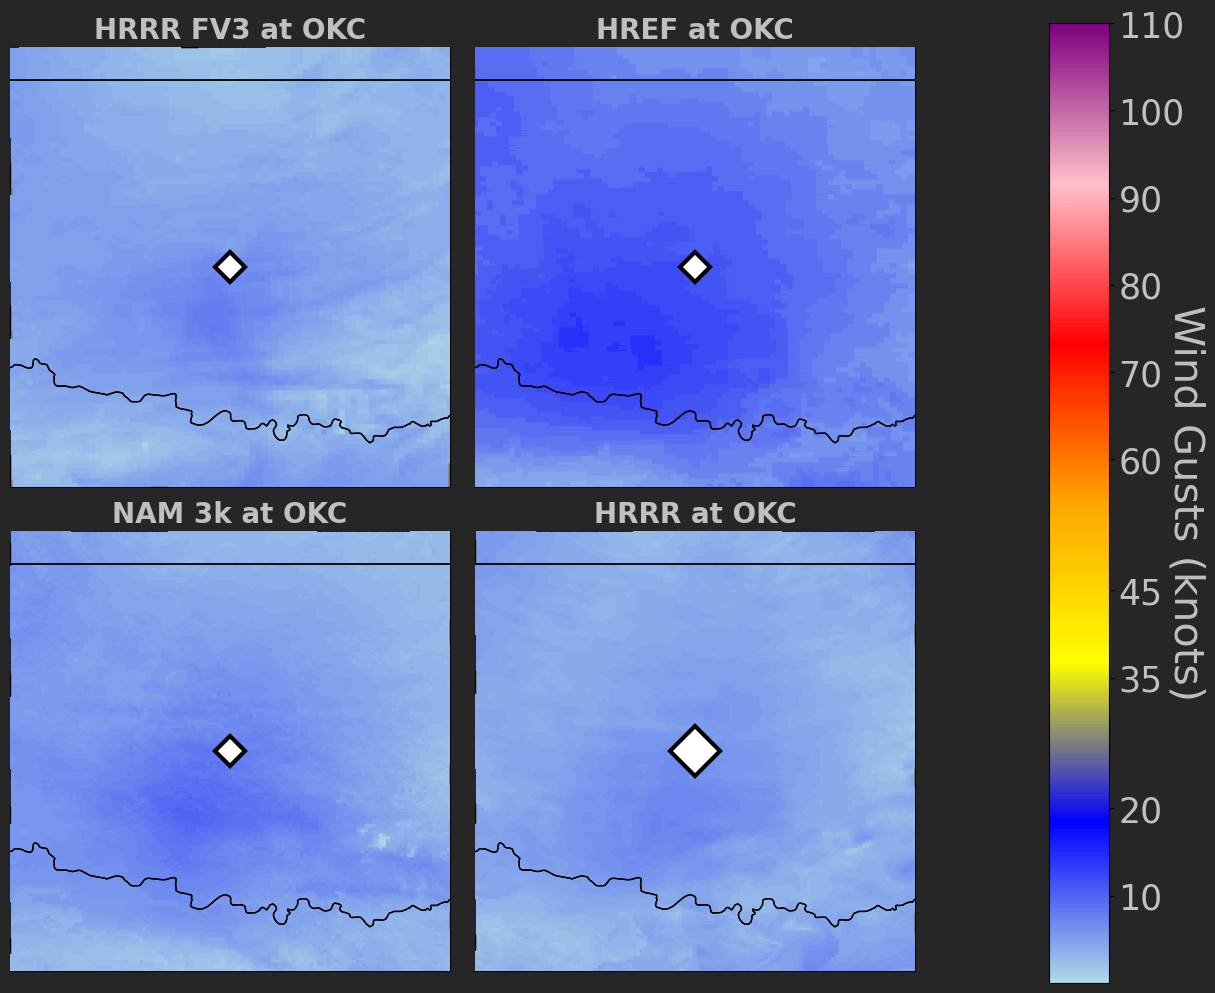 HRRR FV3 at OKC
HREF at OKC
NAM 3k at OKC
HRRR at OKC
110
100
90
80
70
60
45
35
20
10
Wind Gusts (knots)